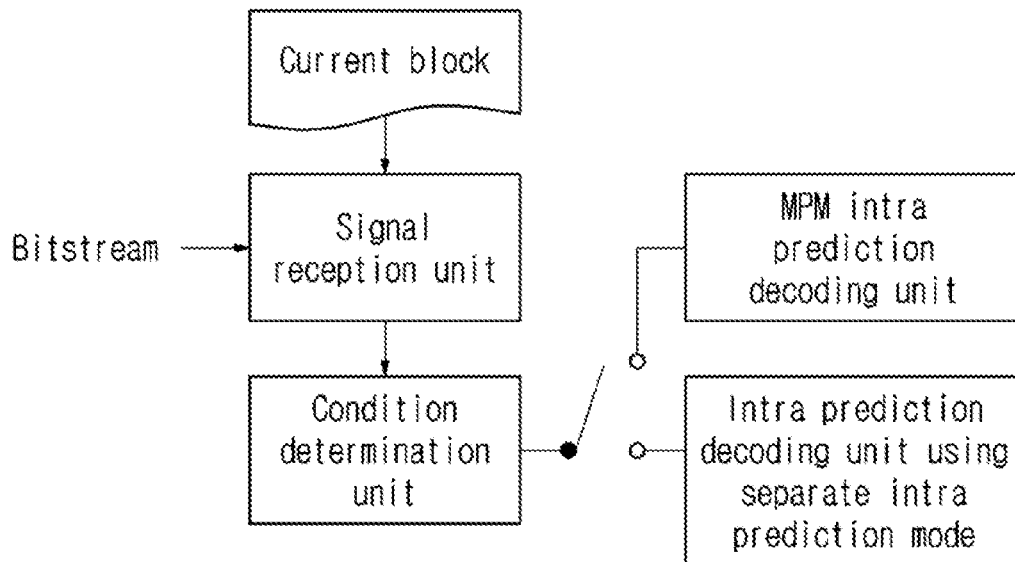 Current block
Bitstream
Signal
reception unit
Condition
determination
unit
MPM intra
prediction
decoding unit
Intra prediction
decoding unit using
separate intra
prediction mode